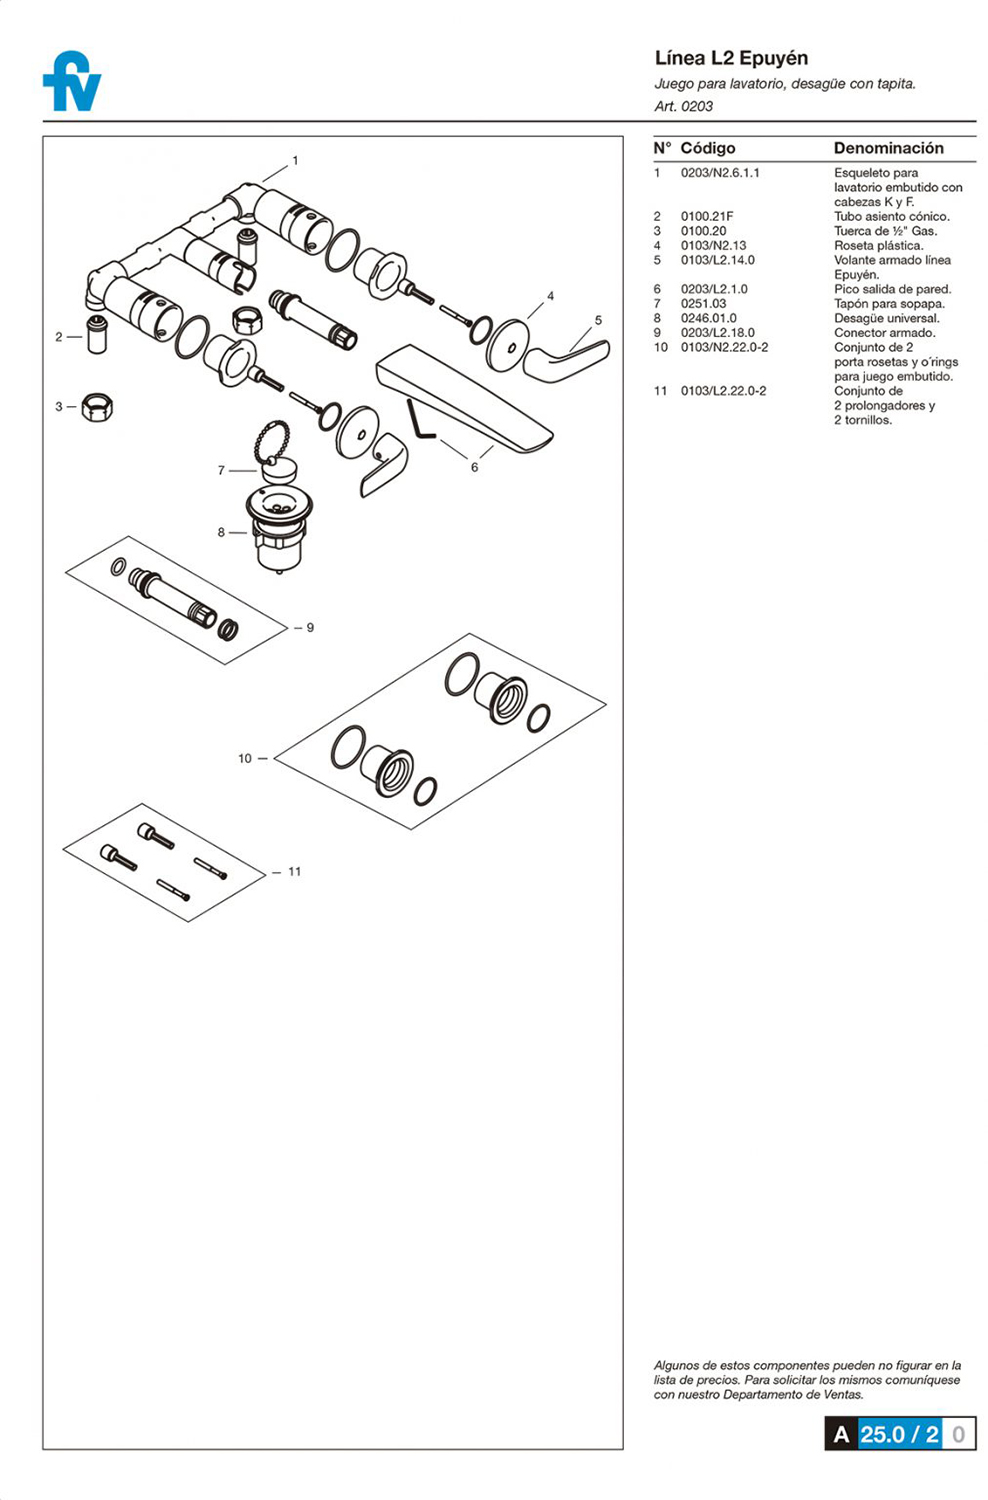 fv
Línea L2 Epuyén
Juego para lavatorio, desagüe con tapita.
Art. 0203
N° Código Denominación
1 0203/N2.6.1.1 Esqueleto para
lavatorio embutido con
cabezas K y F.
2 0100.21F Tubo asiento cónico.
3 0100.20 Tuerca de ½" Gas.
4 0103/N2.13 Roseta plástica.
5 0103/L2.14.0 Volante armado línea
Epuyén.
6 0203/L2.1.0 Pico salida de pared.
7 0251.03 Tapón para sopapa.
8 0246.01.0 Desagüe universal.
9 0203/L2.18.0 Conector armado.
10 0103/N2.22.0-2 Conjunto de 2
porta rosetas y o´rings
para juego embutido.
11 0103/L2.22.0-2 Conjunto de
2 prolongadores y
2 tornillos.
1
4
5
2
3
6
7
8
9
10
11
Algunos de estos componentes pueden no figurar en la
lista de precios. Para solicitar los mismos comuníquese
con nuestro Departamento de Ventas.
A 25.0 / 2 0